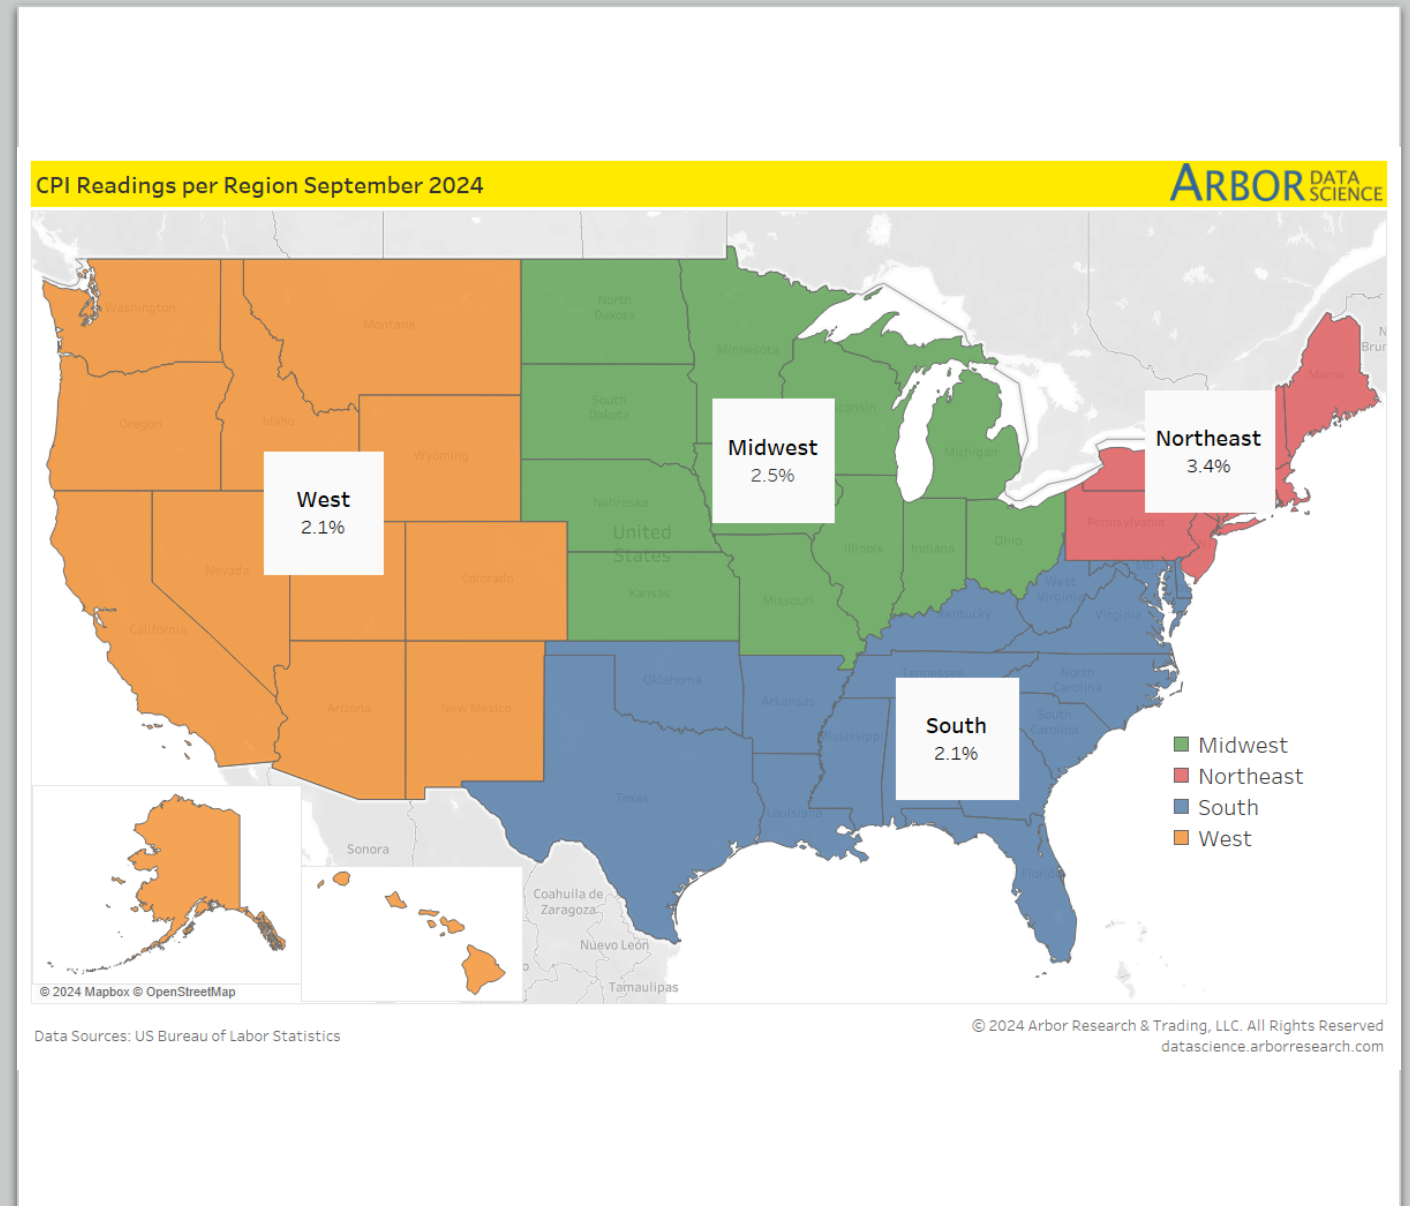 CPI Readings per Region September 2024
ARBOR DATA SCIENCE
Washington
Montana
North
Dakota
Minnesota
Maine
N
Brun
Oregon
Idaho
South
Dakota
consin
Michigan
Wyoming
Midwest
2.5%
Northeast
3.4%
West
2.1%
Nebraska
United
States
Pennsylvania
Nevada
Colorado
Kansas
Illinois
Indiana
Ohio
MD
West
Virginia
Virginia
California
Missouri
Kentucky
Arizona
New Mexico
Oklahoma
Arkansas
Tennessee
North
Carolina
South
Carolina
Mississippi
South
2.1%
Texas
Louisiana
Florida
Midwest
Northeast
South
West
Sonora
Coahuila de
Zaragoza
Nuevo León
o
Tamaulipas
© 2024 Mapbox © OpenStreetMap
Data Sources: US Bureau of Labor Statistics
© 2024 Arbor Research & Trading, LLC. All Rights Reserved
datascience.arborresearch.com